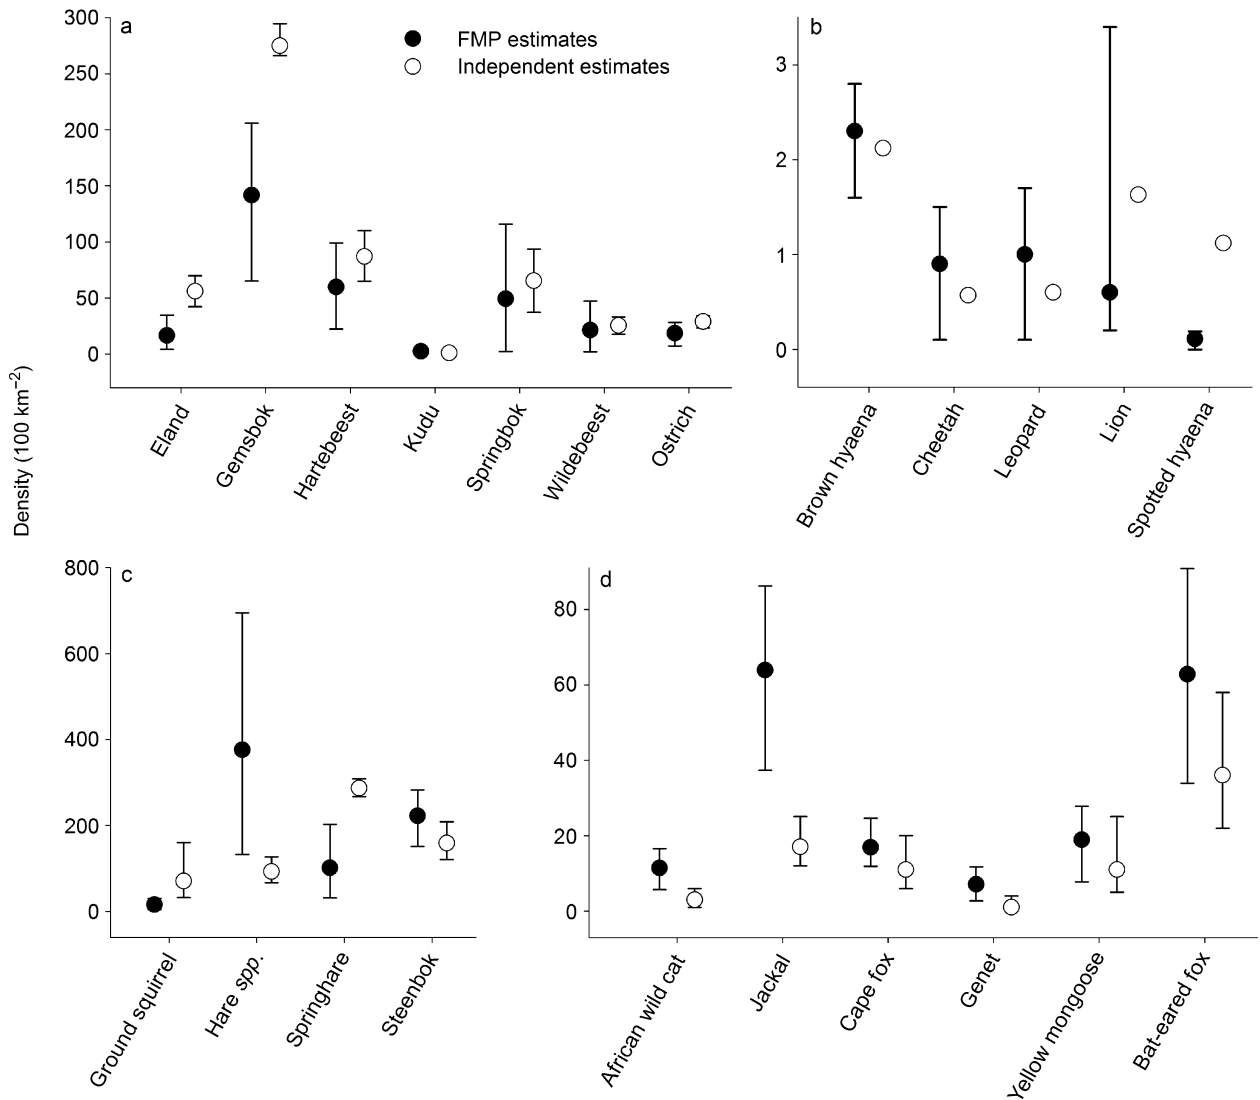 a
FMP estimates
Independent estimates
300
250
200
150
100
50
0
Eland
Gemsbok
Hartebeest
Kudu
Springbok
Wildebeest
Ostrich
b
3
2
1
0
Brown hyaena
Cheetah
Leopard
Lion
Spotted hyaena
Density (100 km−2)
c
800
600
400
200
0
Ground squirrel
Hare spp.
Springhare
Steenbok
d
80
60
40
20
0
African wild cat
Jackal
Cape fox
Genet
Yellow mongoose
Bat-eared fox